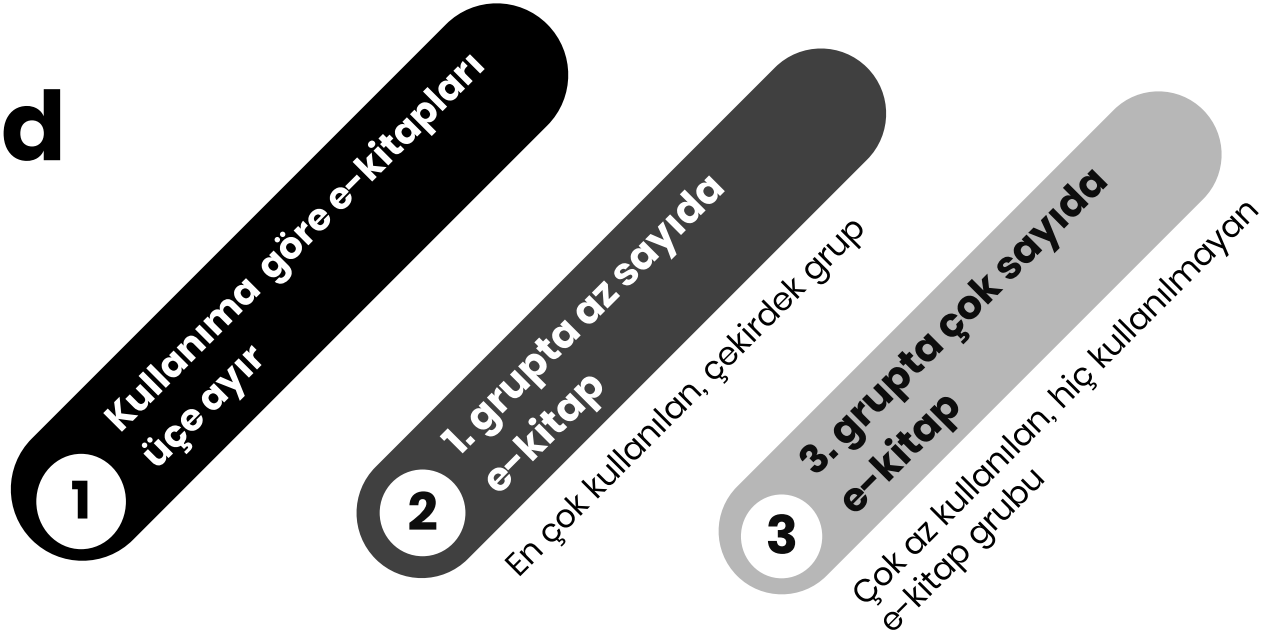 d
1
Kullanıma göre e-kitapları
üçe ayır
2
1. grupta az sayıda
e-kitap
En çok kullanılan, çekirdek grup
3
3. grupta çok sayıda
e-kitap
Çok az kullanılan, hiç kullanılmayan
e-kitap grubu